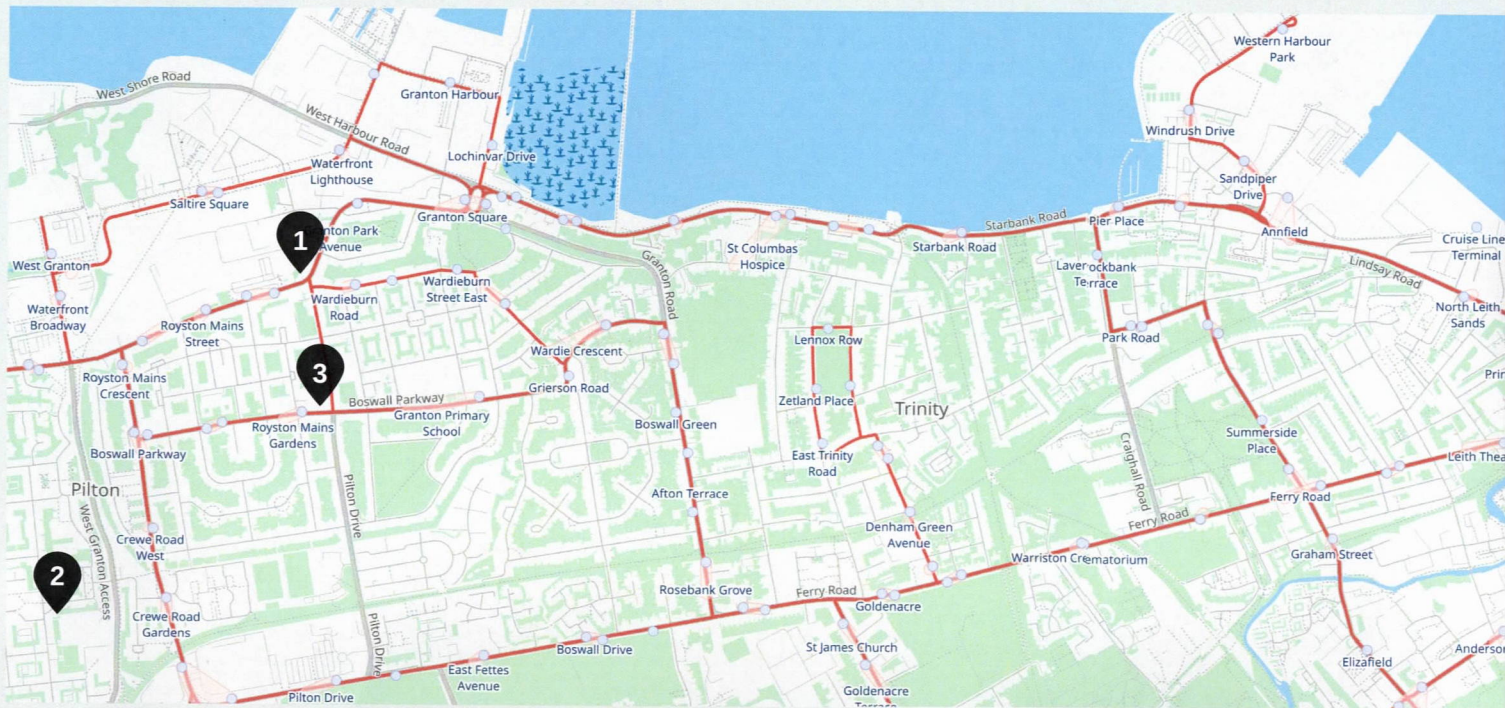 Western Harbour
Park
West Shore Road
Granton Harbour
West Harbour Road
Windrush Drive
Lochinvar Drive
Waterfront
Lighthouse
Sandpiper
Drive
Saltire Square
Granton Square
Starbank Road
Pier Place
1
nton Park
Avenue
Annfield
St Columbas
Hospice
Starbank Road
Cruise Line
Terminal
West Granton
Granton Road
Laverockbank
Terrace
Lindsay Road
Wardieburn
Street East
Wardieburn
Road
Waterfront
Broadway
North Leith
Sands
Royston Mains
Street
Lennox Row
Park Road
Wardie Crescent
3
Royston Mains
Crescent
Grierson Road
Prin
Boswall Parkway
Zetland Place
Trinity
Granton Primary
School
Royston Mains
Gardens
Boswall Green
Summerside
Place
Boswall Parkway
East Trinity
Road
Craighall Road
Leith Thea
Pilton
Afton Terrace
Ferry Road
Pilton Drive
West Granton Access
Denham Green
Avenue
Ferry Road
Crewe Road
West
Warriston Crematorium
Graham Street
2
Rosebank Grove
Ferry Road
Goldenacre
Crewe Road
Gardens
Pilton Drive
Boswall Drive
St James Church
Anderson
Elizafield
East Fettes
Avenue
Pilton Drive
Goldenacre
Terrace